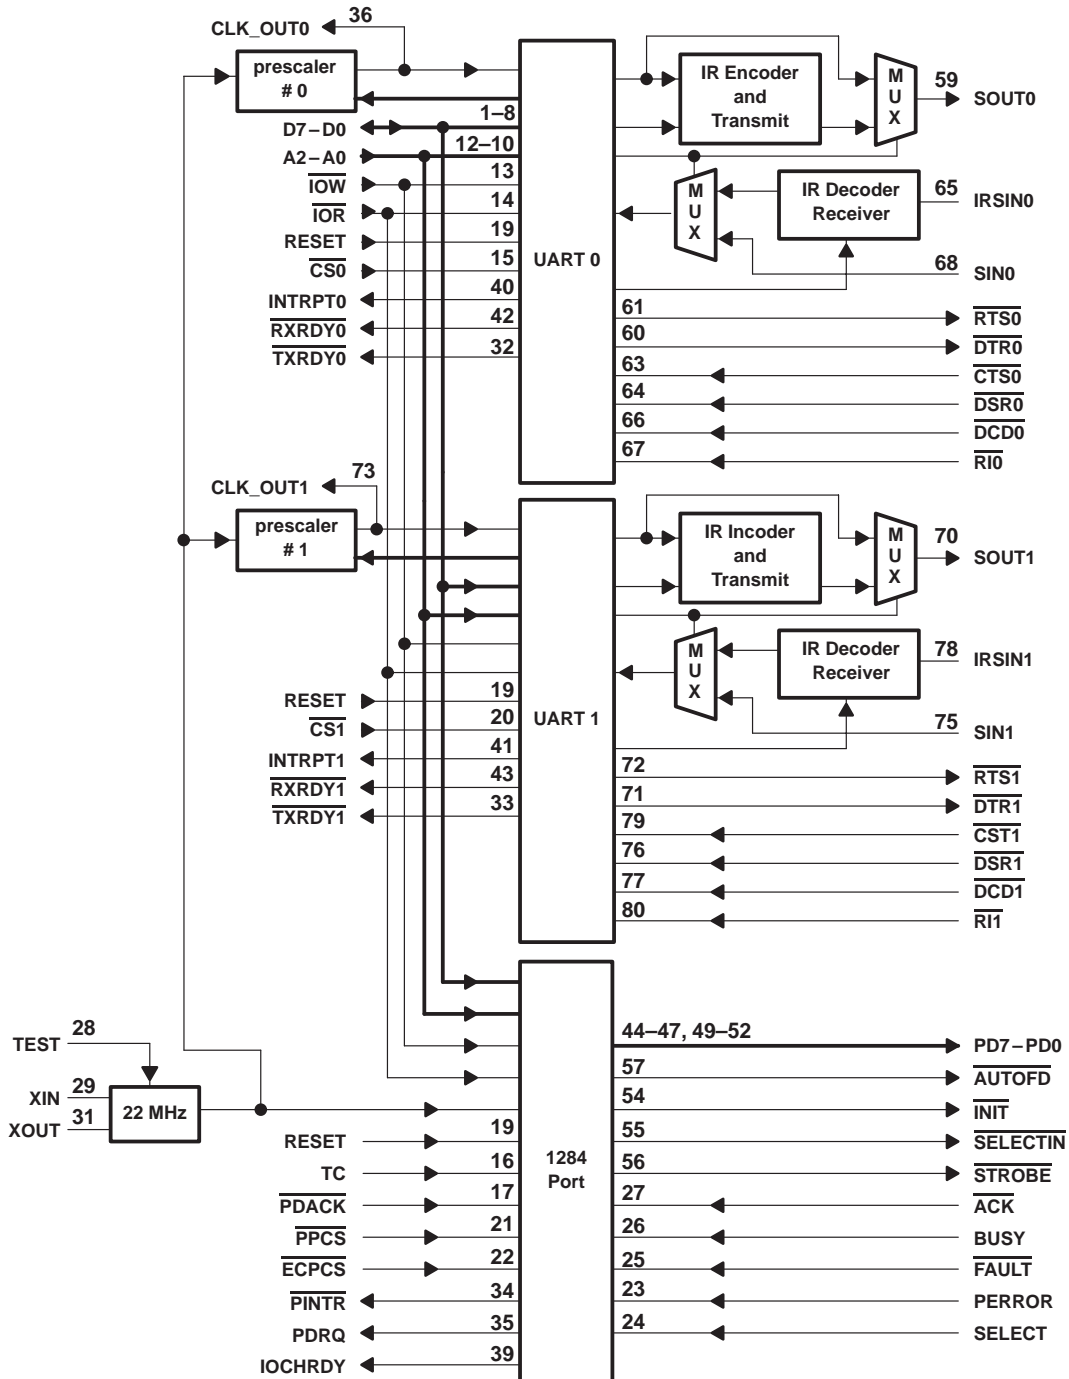 CLK_OUT0 36
prescaler
# 0
D7–D0 1–8
A2–A0 12–10
IOW 13
IOR 14
RESET 19
CS0 15
INTRPT0 40
RXRDY0 42
TXRDY0 32
UART 0
IR Encoder
and
Transmit
M
U
X
59 SOUT0
M
U
X
IR Decoder
Receiver
65 IRSIN0
68 SIN0
61 RTS0
60 DTR0
63 CTS0
64 DSR0
66 DCD0
67 RI0
CLK_OUT1 73
prescaler
# 1
RESET 19
CS1 20
INTRPT1 41
RXRDY1 43
TXRDY1 33
UART 1
IR Incoder
and
Transmit
M
U
X
70 SOUT1
M
U
X
IR Decoder
Receiver
78 IRSIN1
75 SIN1
72 RTS1
71 DTR1
79 CST1
76 DSR1
77 DCD1
80 RI1
TEST 28
XIN 29
XOUT 31
22 MHz
RESET 19
TC 16
PDACK 17
PPCS 21
ECPCS 22
PINTR 34
PDRQ 35
IOCHRDY 39
1284
Port
44–47, 49–52 PD7–PD0
57 AUTOFD
54 INIT
55 SELECTIN
56 STROBE
27 ACK
26 BUSY
25 FAULT
23 PERROR
24 SELECT